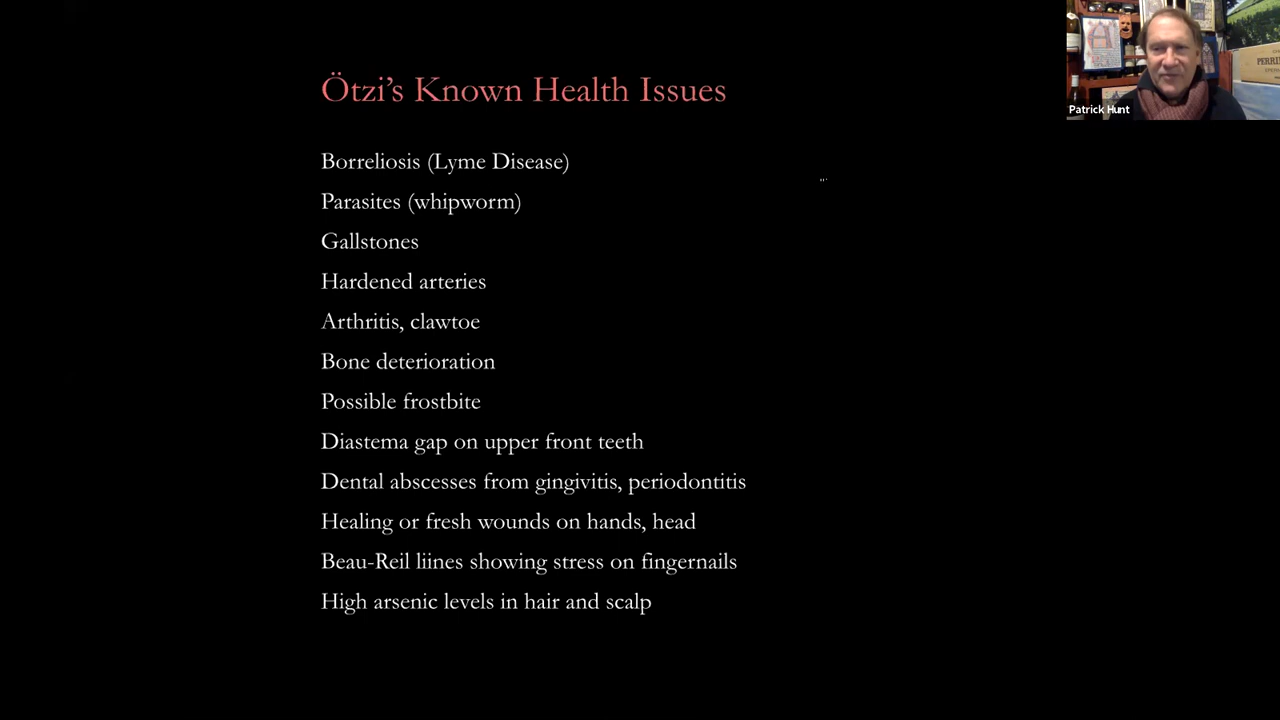 Ötzi's Known Health Issues
Borreliosis (Lyme Disease)
Parasites (whipworm)
Gallstones
Hardened arteries
Arthritis, clawtoe
Bone deterioration
Possible frostbite
Diastema gap on upper front teeth
Dental abscesses from gingivitis, periodontitis
Healing or fresh wounds on hands, head
Beau-Reil liines showing stress on fingernails
High arsenic levels in hair and scalp
Patrick Hunt